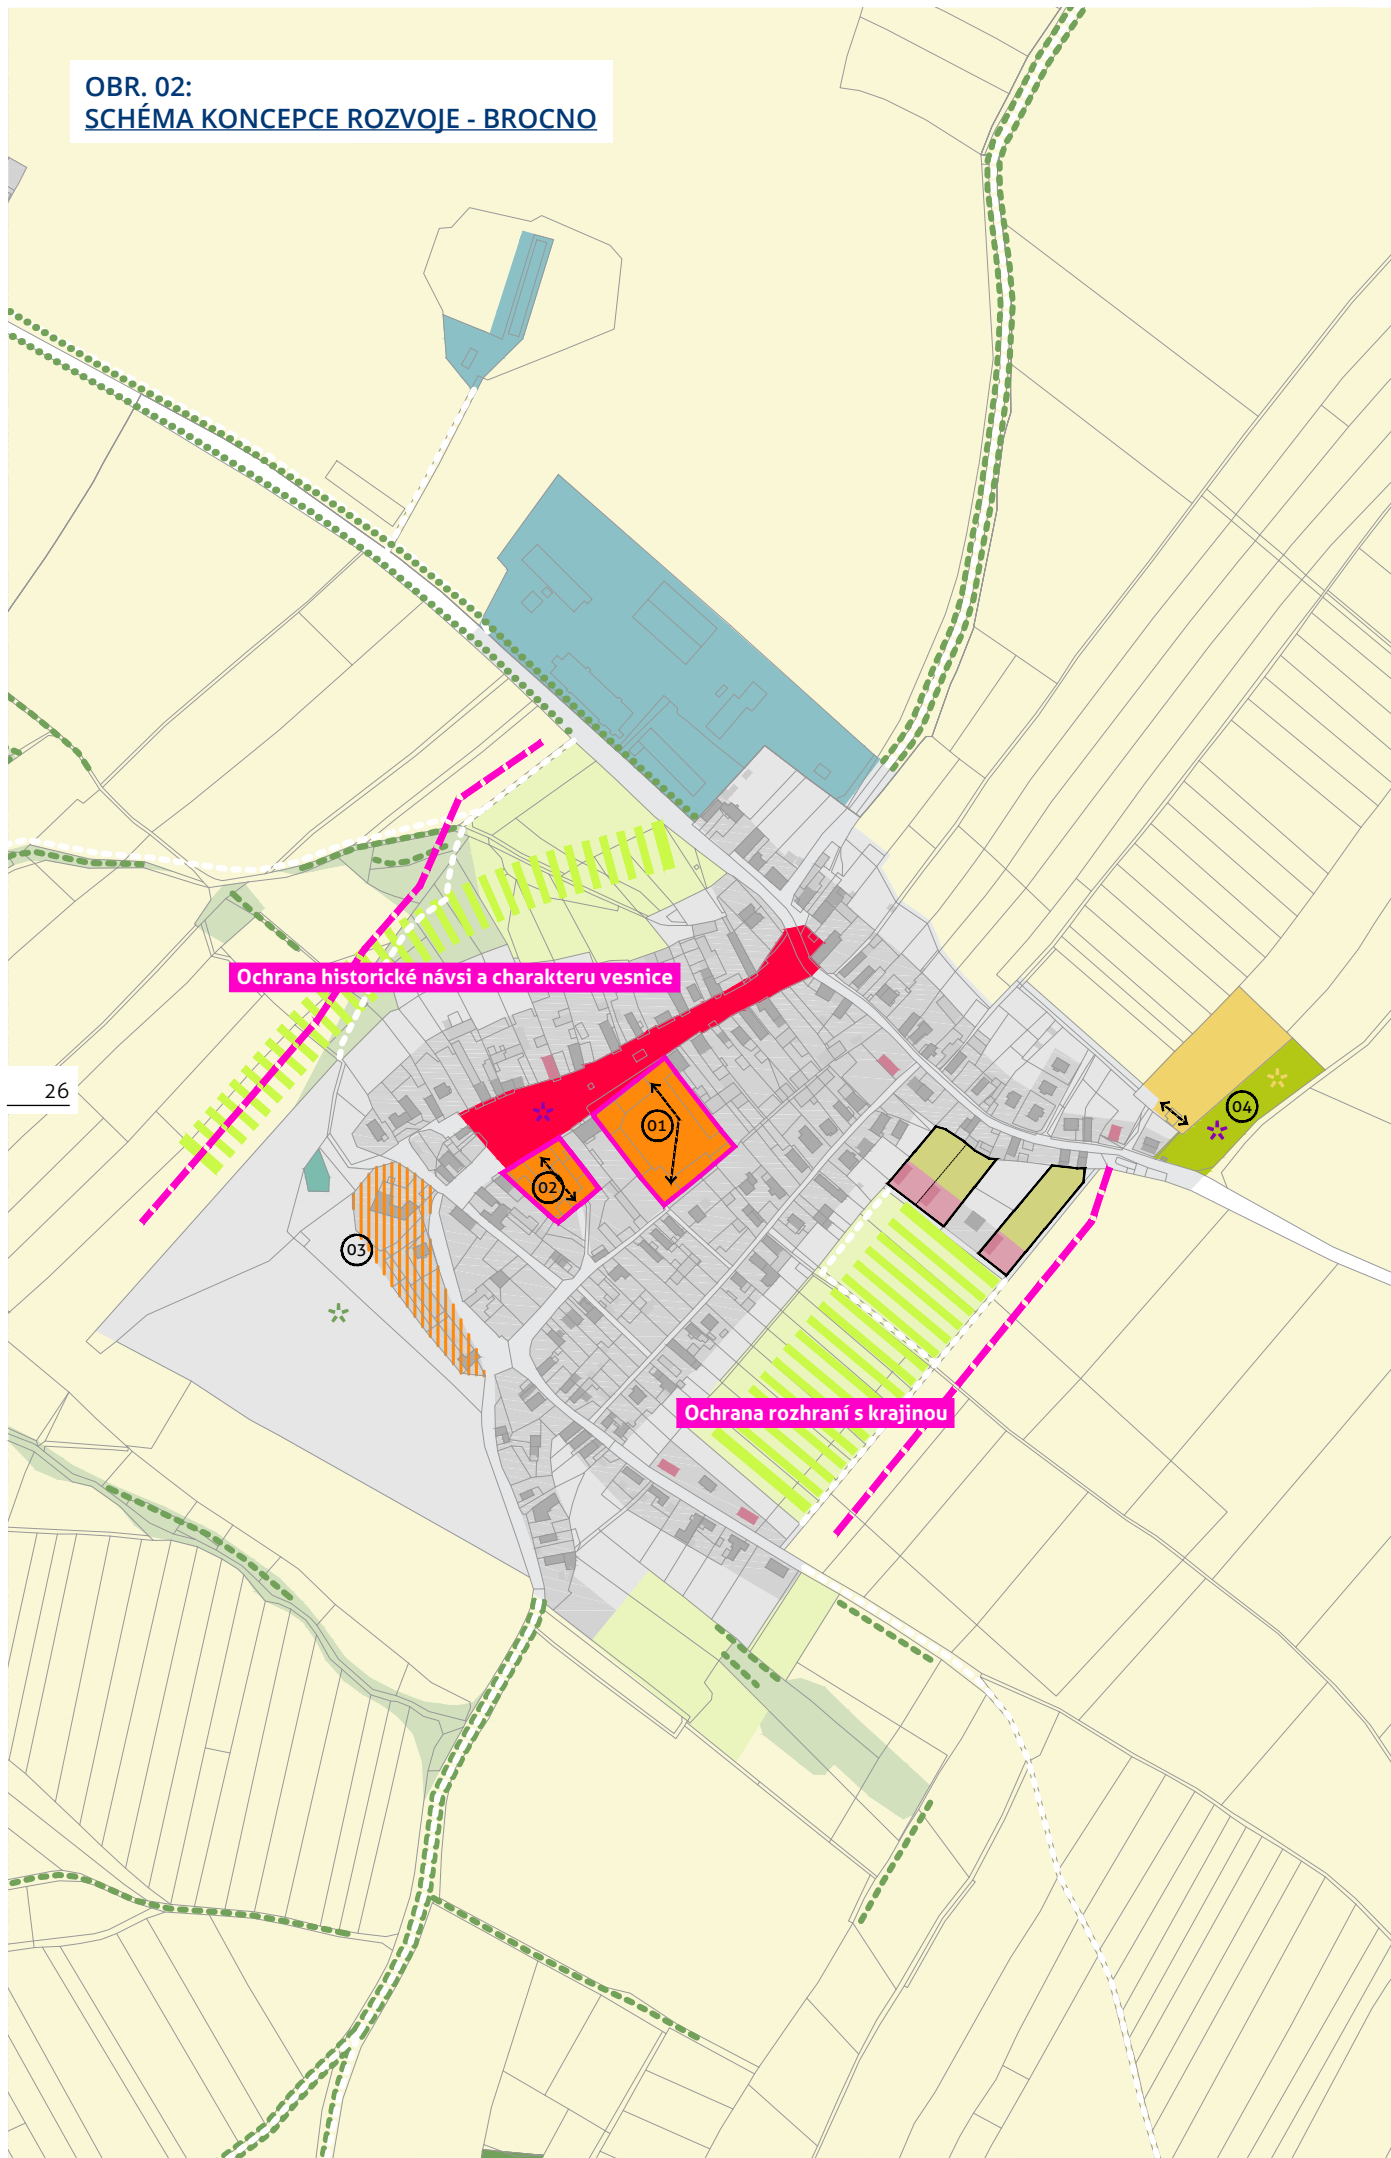 OBR. 02:
SCHÉMA KONCEPCE ROZVOJE - BROCNO
Ochrana historické návsi a charakteru vesnice
26
04
01
02
03
Ochrana rozhraní s krajinou